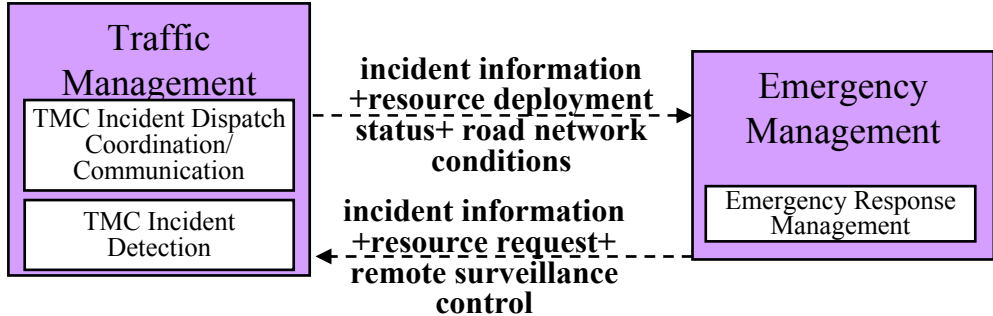 Traffic
Management
TMC Incident Dispatch
Coordination/
Communication
TMC Incident
Detection
incident information
+resource deployment
status+ road network
conditions
incident information
+resource request+
remote surveillance
control
Emergency
Management
Emergency Response
Management